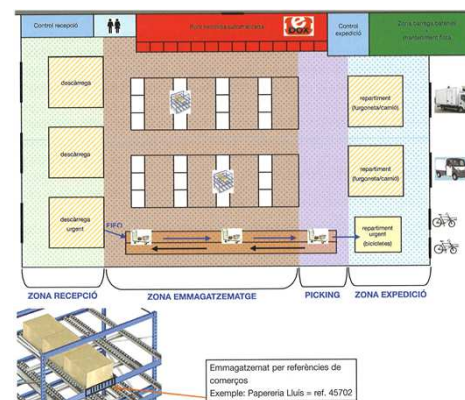 Control recepció
e
BOX
Control
expedició
Zona càrrega bateries
manteniment flota
descàrrega
descàrrega
descàrrega
urgent
FIFO
repartiment
(furgoneta/camió)
repartiment
(furgoneta/camió)
repartiment
urgent
(bicicletes)
ZONA RECEPCIÓ
ZONA EMMAGATZEMATGE
PICKING
ZONA EXPEDICIÓ
Emmagatzemat per referències de
comerços
Exemple: Papereria Lluís = ref. 45702